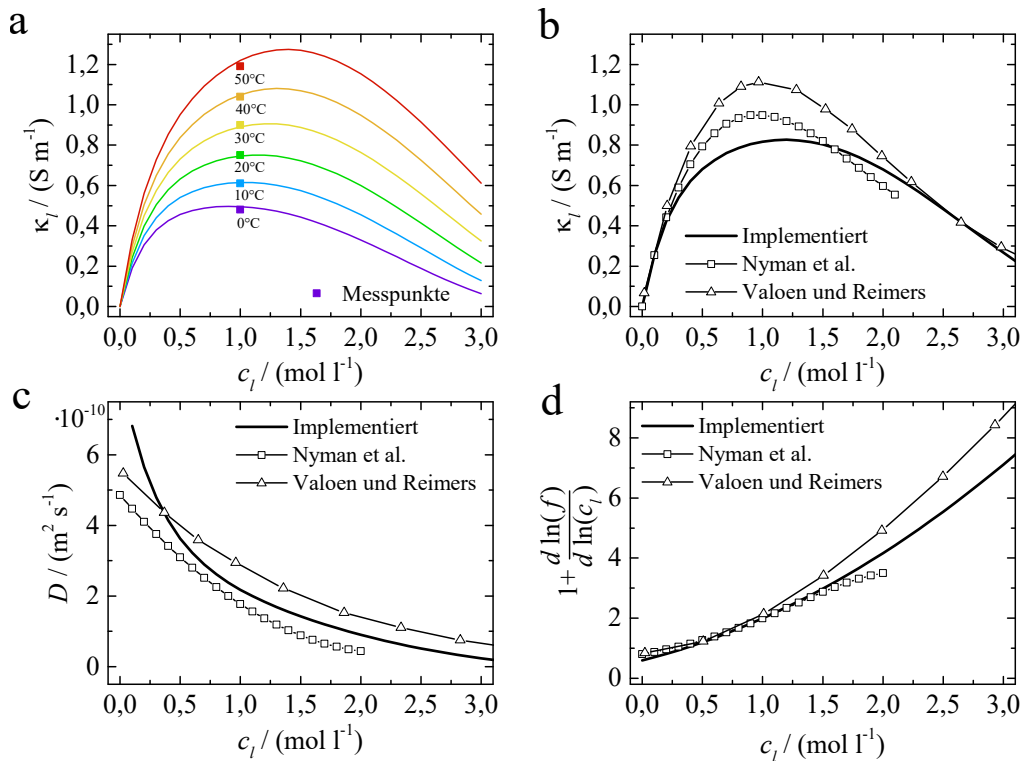 a
κl / (S m-1)
1,2
1,0
0,8
0,6
0,4
0,2
0,0
50°C
40°C
30°C
20°C
10°C
0°C
Messpunkte
0,0 0,5 1,0 1,5 2,0 2,5 3,0
cl / (mol l-1)
b
κl / (S m-1)
1,2
1,0
0,8
0,6
0,4
0,2
0,0
Implementiert
Nyman et al.
Valoen und Reimers
0,0 0,5 1,0 1,5 2,0 2,5 3,0
cl / (mol l-1)
c
·10-10
D / (m2 s-1)
6
4
2
0
Implementiert
Nyman et al.
Valoen und Reimers
0,0 0,5 1,0 1,5 2,0 2,5 3,0
cl / (mol l-1)
d
1+ d ln(f)
d ln(cl)
8
6
4
2
0
Implementiert
Nyman et al.
Valoen und Reimers
0,0 0,5 1,0 1,5 2,0 2,5 3,0
cl / (mol l-1)